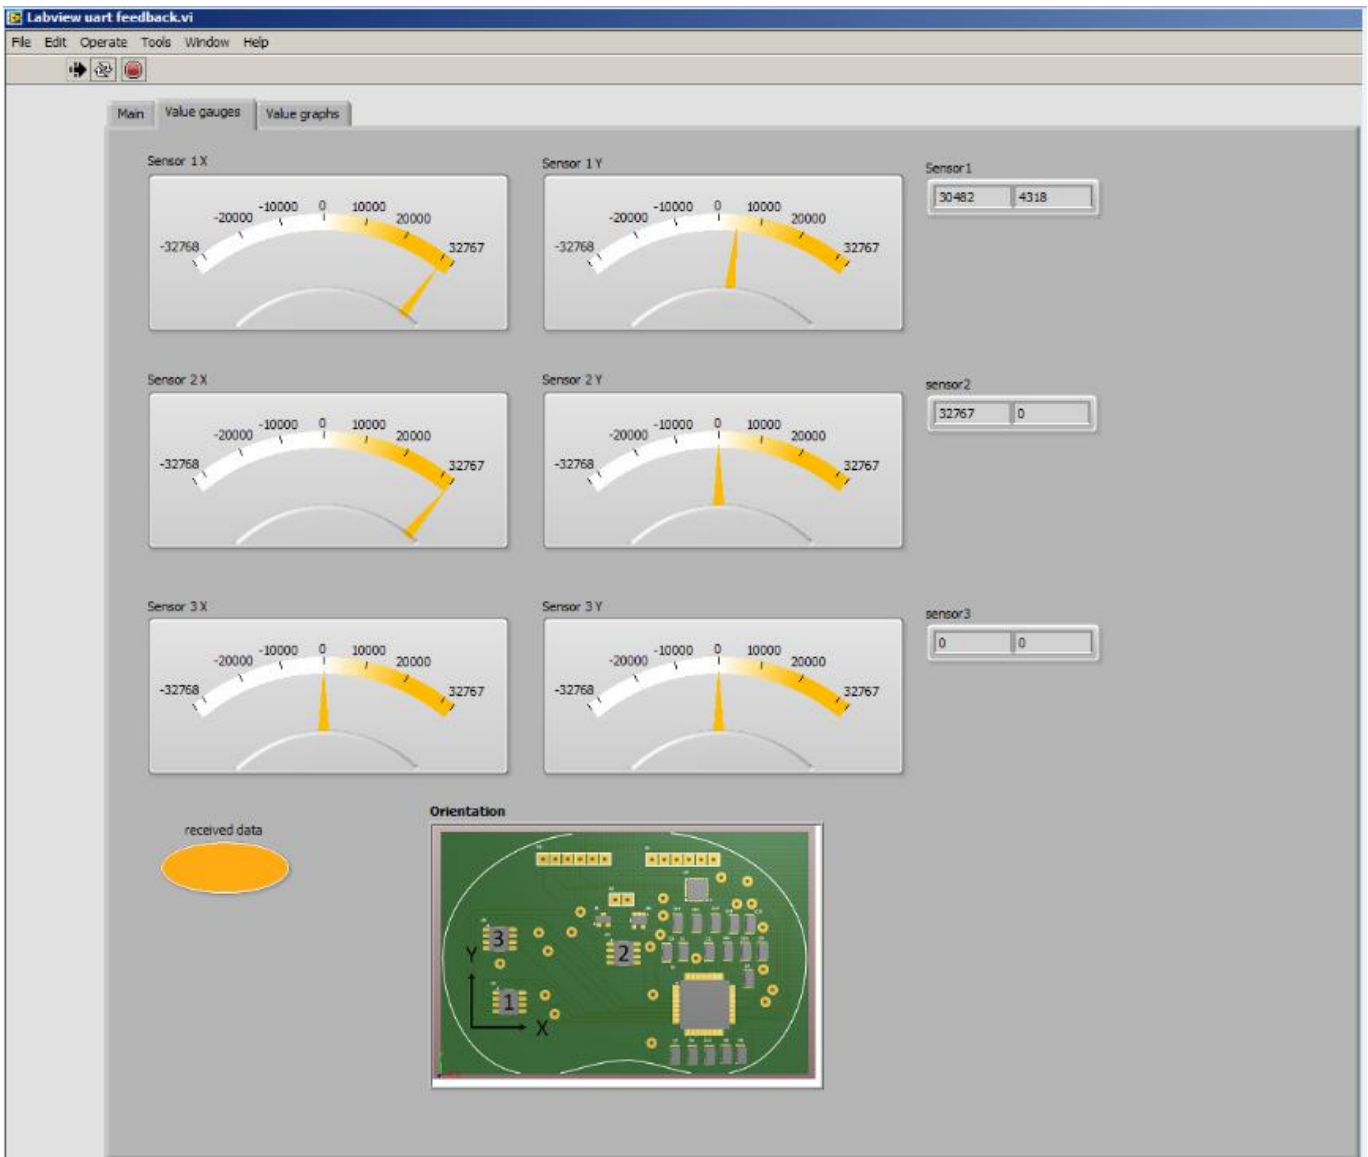 Labview uart feedback.vi
File Edit Operate Tools Window Help
Main Value gauges Value graphs
Sensor 1 X
-32768 -20000 -10000 0 10000 20000 32767
Sensor 1 Y
-32768 -20000 -10000 0 10000 20000 32767
Sensor1
30482 4318
Sensor 2 X
-32768 -20000 -10000 0 10000 20000 32767
Sensor 2 Y
-32768 -20000 -10000 0 10000 20000 32767
sensor2
32767 0
Sensor 3 X
-32768 -20000 -10000 0 10000 20000 32767
Sensor 3 Y
-32768 -20000 -10000 0 10000 20000 32767
sensor3
0 0
received data
Orientation
3
2
Y
1
X